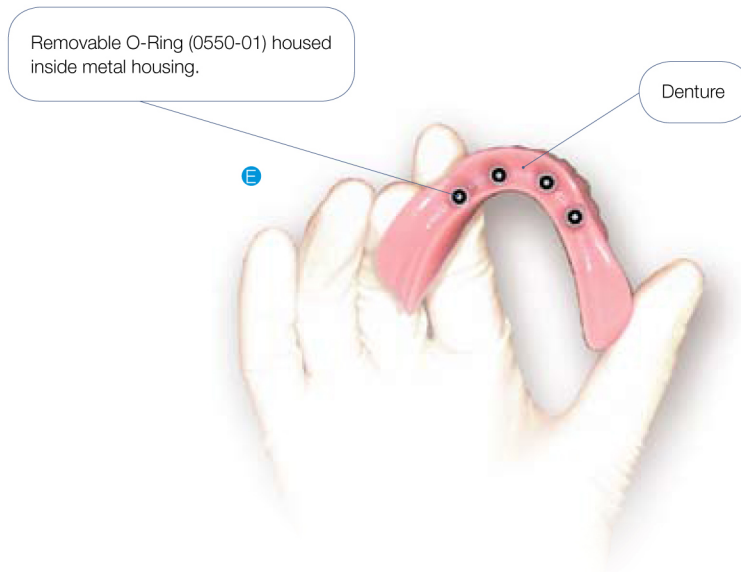 Removable O-Ring (0550-01) housed
inside metal housing.
Denture
E